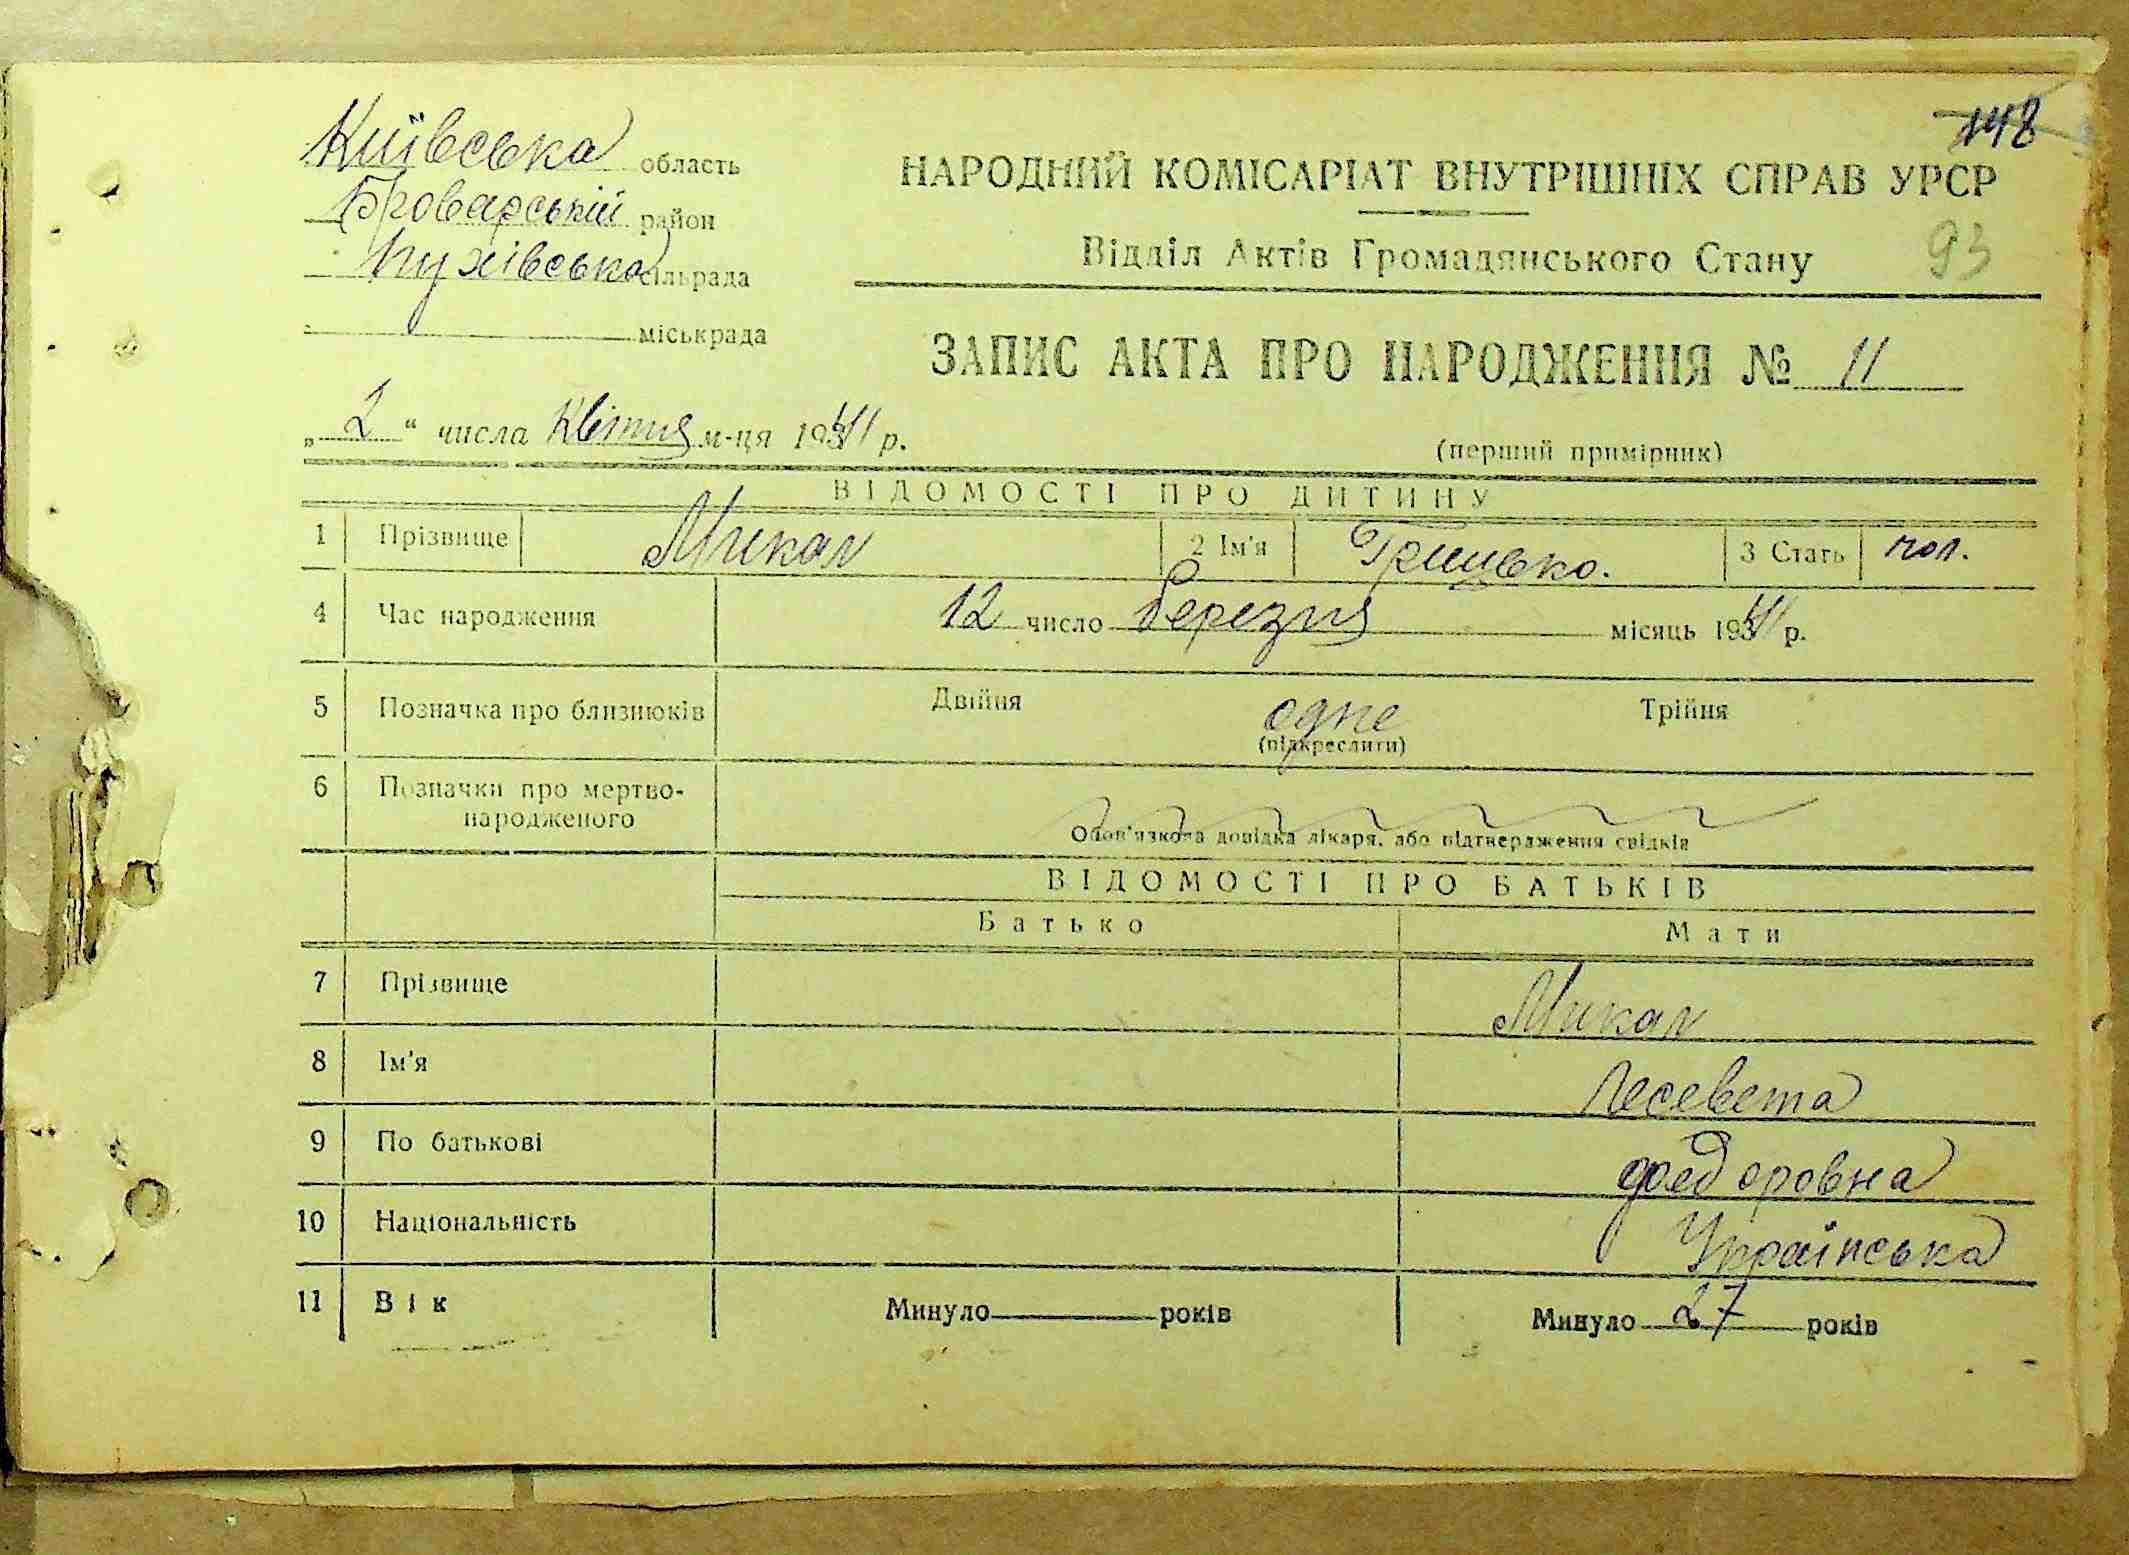 148
Київська область
Броварській район
Пухівська сільрада
міськрада
НАРОДНИЙ КОМІСАРІАТ ВНУТРІШНІХ СПРАВ УРСР
Відділ Актів Громадянського Стану 93
ЗАПИС АКТА ПРО НАРОДЖЕННЯ № 11
„ 2 " числа Квітня м-ця 1941 р.
(перший примірник)
ВІДОМОСТІ ПРО ДИТИНУ
1 Прізвище Микал 2 Ім'я Грицько. 3 Стать чол.
4 Час народження 12 число березня місяць 1941 р.
5 Позначка про близнюків Двійня одне Трійня
(підкреслити)
6 Позначки про мертво-
народженого
Обов'язкова довідка лікаря, або підтвердження свідків
ВІДОМОСТІ ПРО БАТЬКІВ
Батько Мати
7 Прізвище Микал
8 Ім'я Лесевета
9 По батькові федоровна
10 Національність Українська
11 Вік Минуло років Минуло 27 років